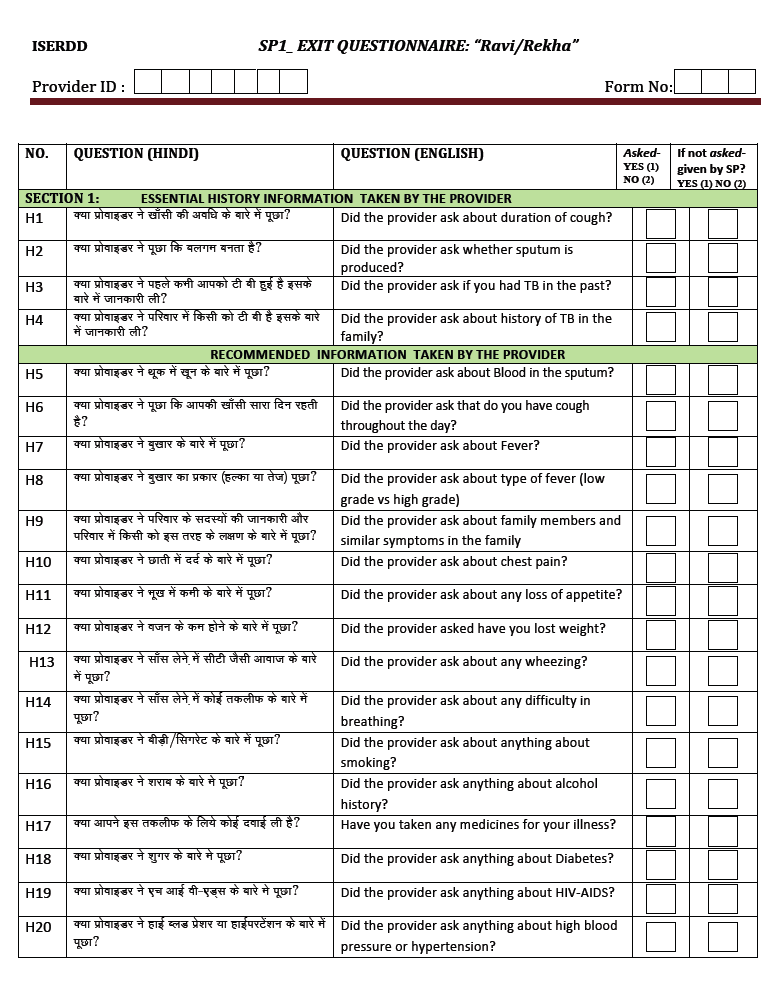 ISERDD
SP1_ EXIT QUESTIONNAIRE: “Ravi/Rekha”
Provider ID :
Form No:
NO. QUESTION (HINDI) QUESTION (ENGLISH) Asked- YES (1) NO (2) If not asked- given by SP? YES (1) NO (2)
SECTION 1: ESSENTIAL HISTORY INFORMATION TAKEN BY THE PROVIDER
H1 क्या प्रोवाइडर ने खाँसी की अवधि के बारे में पूछा? Did the provider ask about duration of cough?
H2 क्या प्रोवाइडर ने पूछा कि बलगम बनता है? Did the provider ask whether sputum is
produced?
H3 क्या प्रोवाइडर ने पहले कभी आपको टी बी हुई है इसके Did the provider ask if you had TB in the past?
बारे में जानकारी ली?
H4 क्या प्रोवाइडर ने परिवार में किसी को टी बी है इसके बारे Did the provider ask about history of TB in the
में जानकारी ली? family?
RECOMMENDED INFORMATION TAKEN BY THE PROVIDER
H5 क्या प्रोवाइडर ने थूक में खून के बारे में पूछा? Did the provider ask about Blood in the sputum?
H6 क्या प्रोवाइडर ने पूछा कि आपकी खाँसी सारा दिन रहती Did the provider ask that do you have cough
है? throughout the day?
H7 क्या प्रोवाइडर ने बुखार के बारे में पूछा? Did the provider ask about Fever?
H8 क्या प्रोवाइडर ने बुखार का प्रकार (हल्का या तेज) पूछा? Did the provider ask about type of fever (low
grade vs high grade)
H9 क्या प्रोवाइडर ने परिवार के सदस्यों की जानकारी और Did the provider ask about family members and
परिवार में किसी को इस तरह के लक्षण के बारे में पूछा? similar symptoms in the family
H10 क्या प्रोवाइडर ने छाती में दर्द के बारे में पूछा? Did the provider ask about chest pain?
H11 क्या प्रोवाइडर ने भूख में कमी के बारे में पूछा? Did the provider ask about any loss of appetite?
H12 क्या प्रोवाइडर ने वजन के कम होने के बारे में पूछा? Did the provider asked have you lost weight?
H13 क्या प्रोवाइडर ने साँस लेने में सीटी जैसी आवाज के बारे Did the provider ask about any wheezing?
में पूछा?
H14 क्या प्रोवाइडर ने साँस लेने में कोई तकलीफ के बारे में Did the provider ask about any difficulty in
पूछा? breathing?
H15 क्या प्रोवाइडर ने बीड़ी/सिगरेट के बारे में पूछा? Did the provider ask about anything about
smoking?
H16 क्या प्रोवाइडर ने शराब के बारे मे पूछा? Did the provider ask anything about alcohol
history?
H17 क्या आपने इस तकलीफ के लिये कोई दवाई ली है? Have you taken any medicines for your illness?
H18 क्या प्रोवाइडर ने शुगर के बारे मे पूछा? Did the provider ask anything about Diabetes?
H19 क्या प्रोवाइडर ने एच आई वी-एड्स के बारे मे पूछा? Did the provider ask anything about HIV-AIDS?
H20 क्या प्रोवाइडर ने हाई ब्लड प्रेशर या हाईपरटेंशन के बारे में Did the provider ask anything about high blood
पूछा? pressure or hypertension?